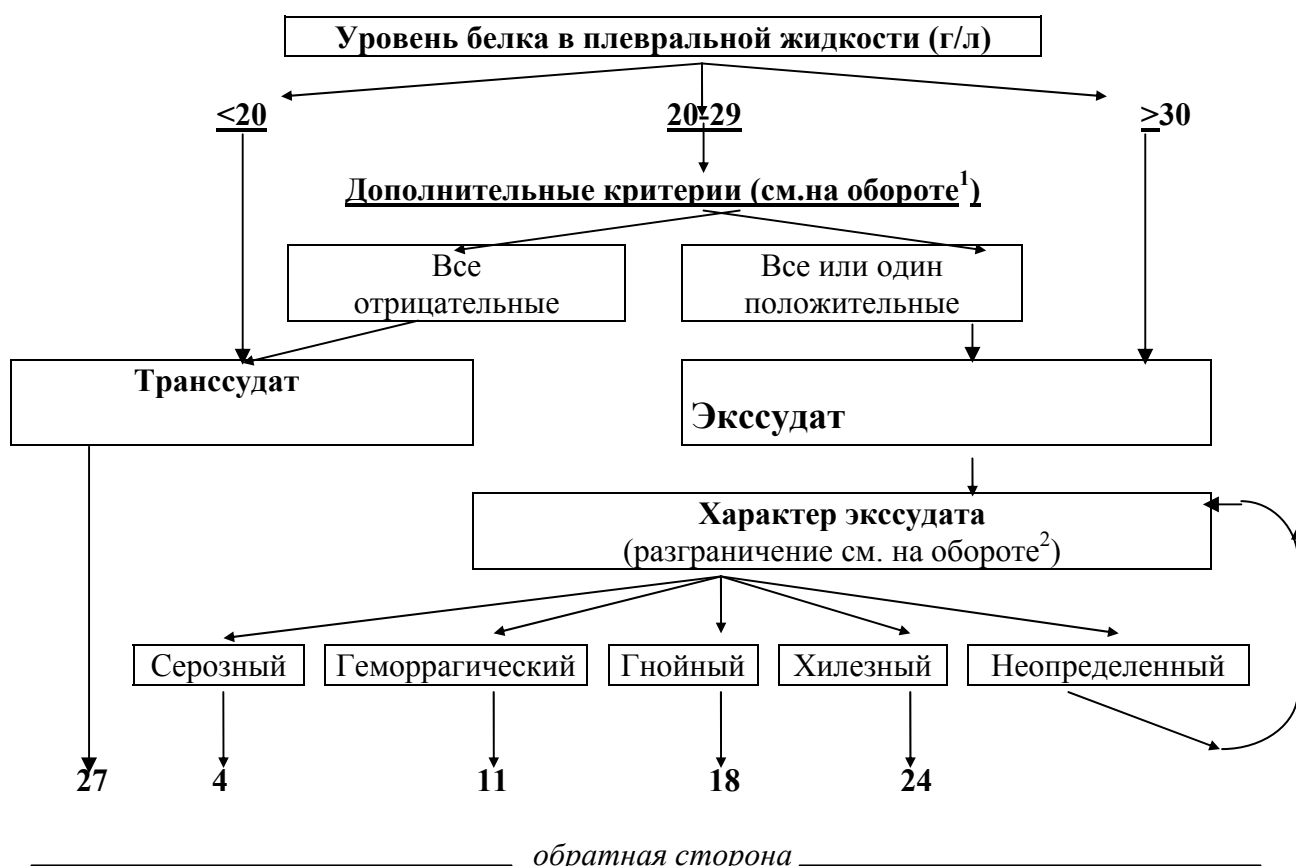 Уровень белка в плевральной жидкости (г/л)
<20 20-29 >30
Дополнительные критерии (см.на обороте¹)
Все
отрицательные
Все или один
положительные
Транссудат
Экссудат
Характер экссудата
(разграничение см. на обороте²)
Серозный Геморрагический Гнойный Хилезный Неопределенный
27 4 11 18 24
обратная сторона